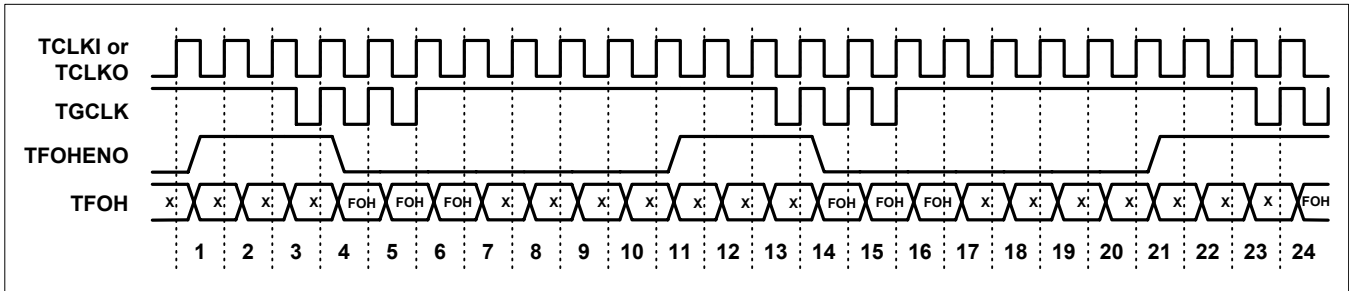 TCLKI or
TCLKO
TGCLK
TFOHENO
TFOH X X X X FOH FOH FOH X X X X X X X FOH FOH FOH X X X X X X X FOH
1 2 3 4 5 6 7 8 9 10 11 12 13 14 15 16 17 18 19 20 21 22 23 24